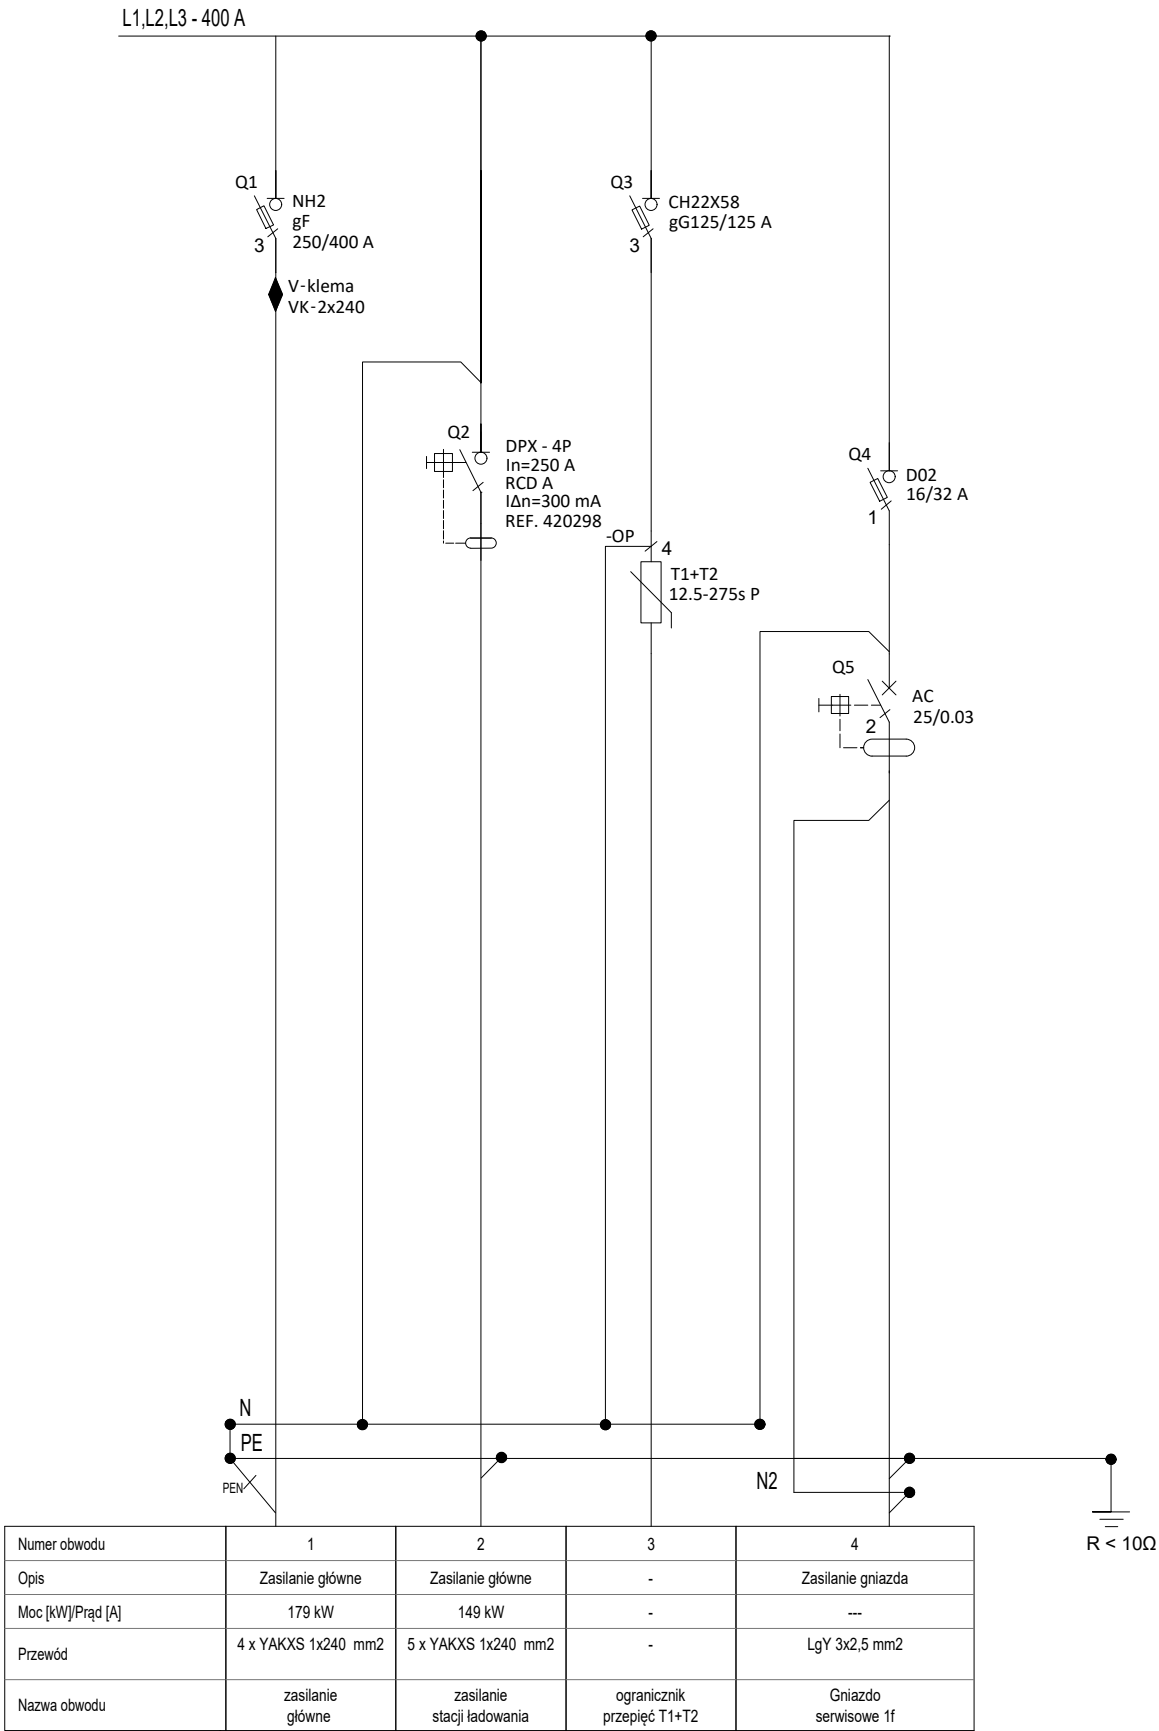 L1,L2,L3 - 400 A
Q1
NH2
gF
250/400 A
3
V-klema
VK-2x240
Q3
CH22X58
gG125/125 A
3
Q2
DPX - 4P
In=250 A
RCD A
IΔn=300 mA
REF. 420298
Q4
D02
16/32 A
1
-OP
4
T1+T2
12.5-275s P
Q5
AC
25/0.03
2
N
PE
PEN
N2
R < 10Ω
Numer obwodu 1 2 3 4
Opis Zasilanie główne Zasilanie główne - Zasilanie gniazda
Moc [kW]/Prąd [A] 179 kW 149 kW - ---
Przewód 4 x YAKXS 1x240 mm2 5 x YAKXS 1x240 mm2 - LgY 3x2,5 mm2
Nazwa obwodu
zasilanie
główne
zasilanie
stacji ładowania
ogranicznik
przepięć T1+T2
Gniazdo
serwisowe 1f